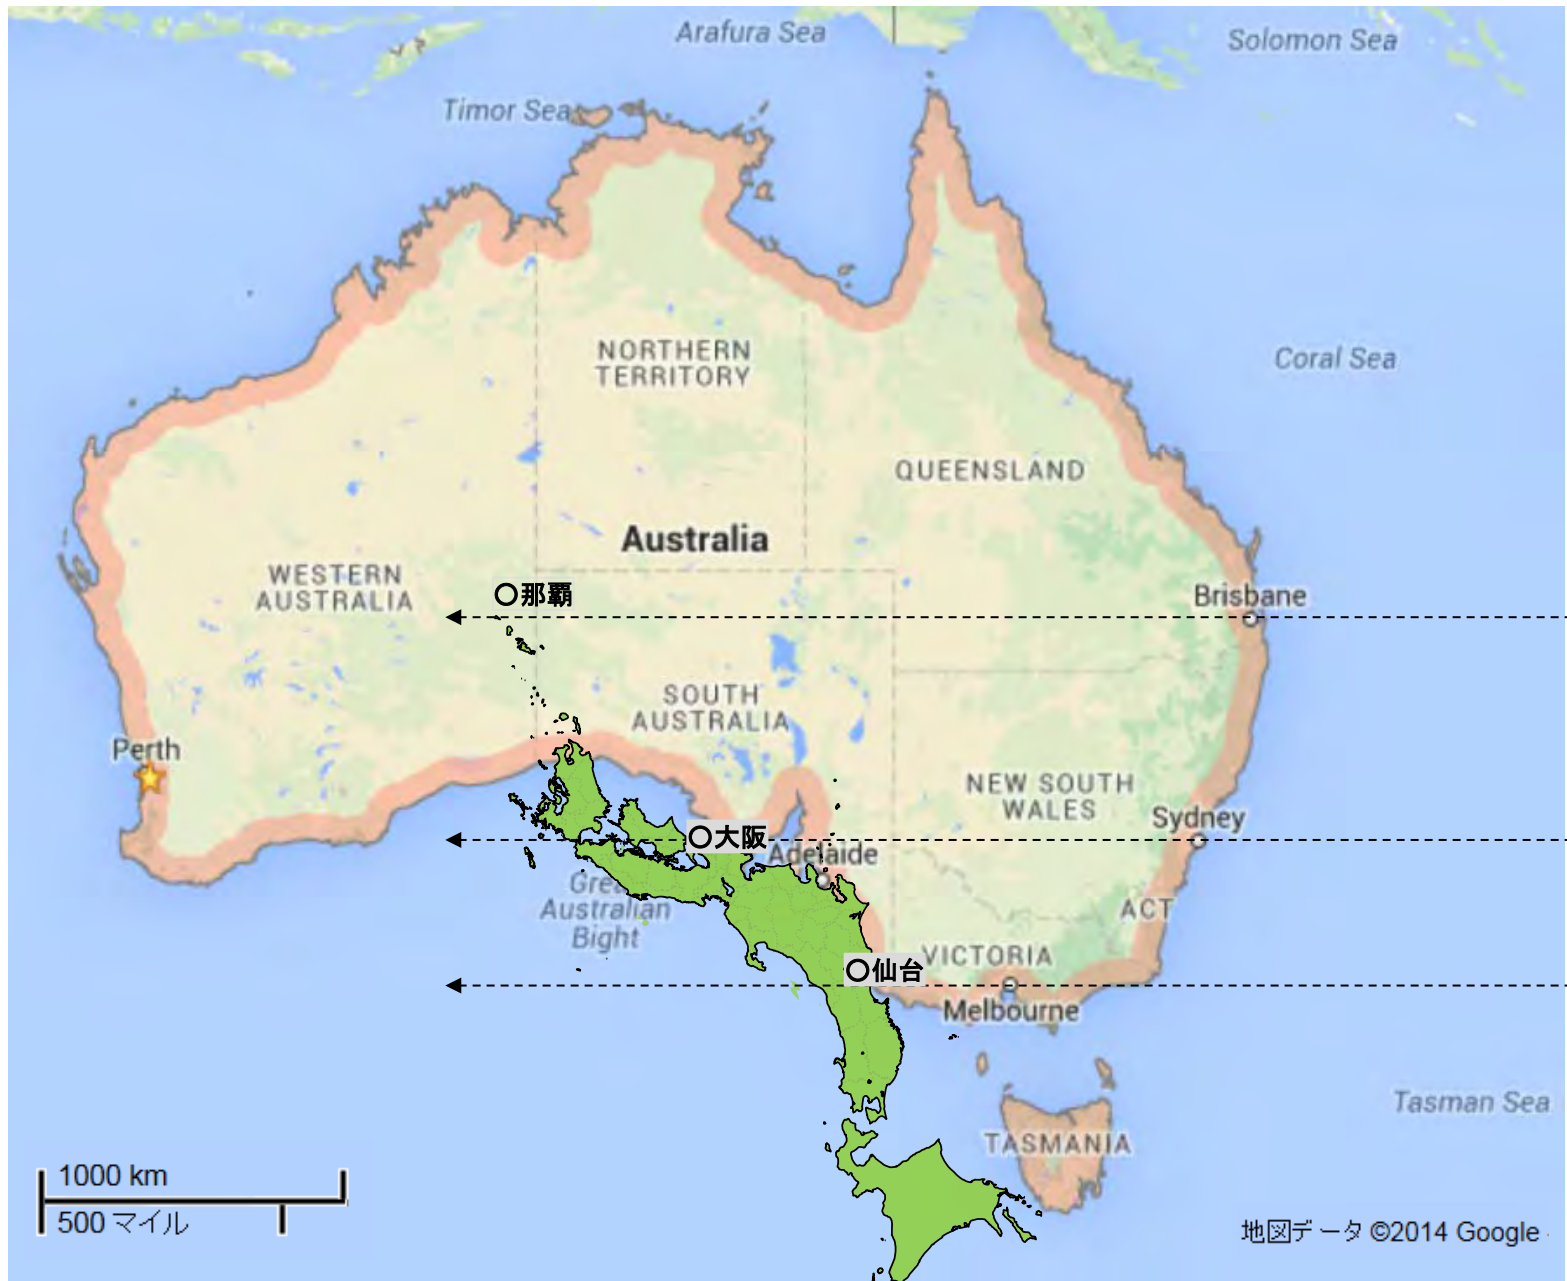 Arafura Sea
Solomon Sea
Timor Sea
NORTHERN
TERRITORY
Coral Sea
QUEENSLAND
Australia
WESTERN
AUSTRALIA
○那覇
Brisbane
SOUTH
AUSTRALIA
Perth
NEW SOUTH
WALES
Sydney
○大阪
Adelaide
Great
Australian
Bight
ACT
VICTORIA
○仙台
Melbourne
Tasman Sea
TASMANIA
1000 km
500 マイル
地図データ ©2014 Google